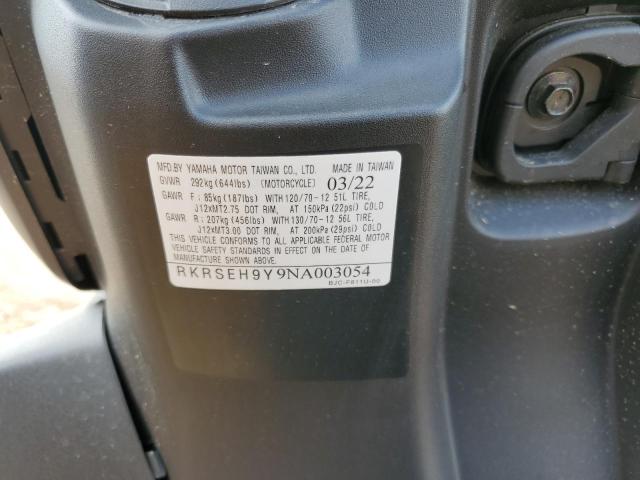 MFD.BY YAMAHA MOTOR TAIWAN CO., LTD. MADE IN TAIWAN
GVWR 292kg(644lbs) (MOTORCYCLE) 03/22
GAWR F: 85kg(187lbs) WITH 120/70-12 51L TIRE,
J12xMT2.75 DOT RIM, AT 150kPa(22psi)COLD
GAWR R: 207kg(456lbs) WITH 130/70-12 56L TIRE,
J12xMT3.00 DOT RIM, AT 200kPa(29psi)COLD
THIS VEHICLE CONFORMS TO ALL APPLICABLE FEDERAL MOTOR
VEHICLE SAFETY STANDARDS IN EFFECT ON THE DATE OF
MANUFACTURE SHOWN ABOVE.
RKRSEH9Y9NA003054
BJC-F811U-00